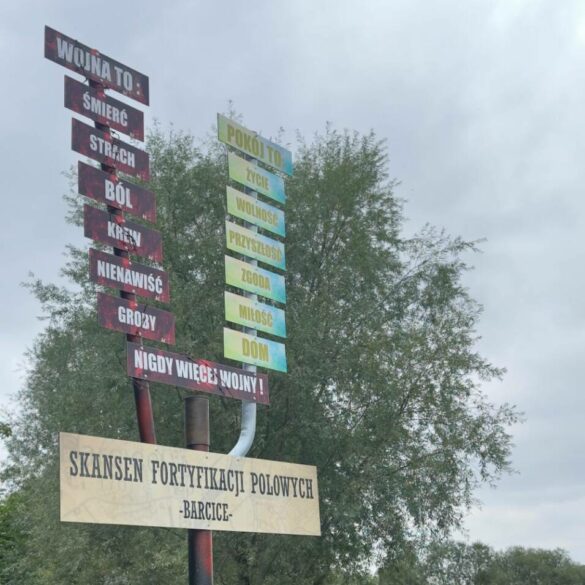 WOJNA TO:
ŚMIERĆ
STRACH
BÓL
KREW
NIENAWIŚĆ
GROBY
NIGDY WIĘCEJ WOJNY!
POKÓJ TO:
ŻYCIE
WOLNOŚĆ
PRZYSZŁOŚĆ
ZGODA
MIŁOŚĆ
DOM
SKANSEN FORTYFIKACJI POLOWYCH
-BARCICE-